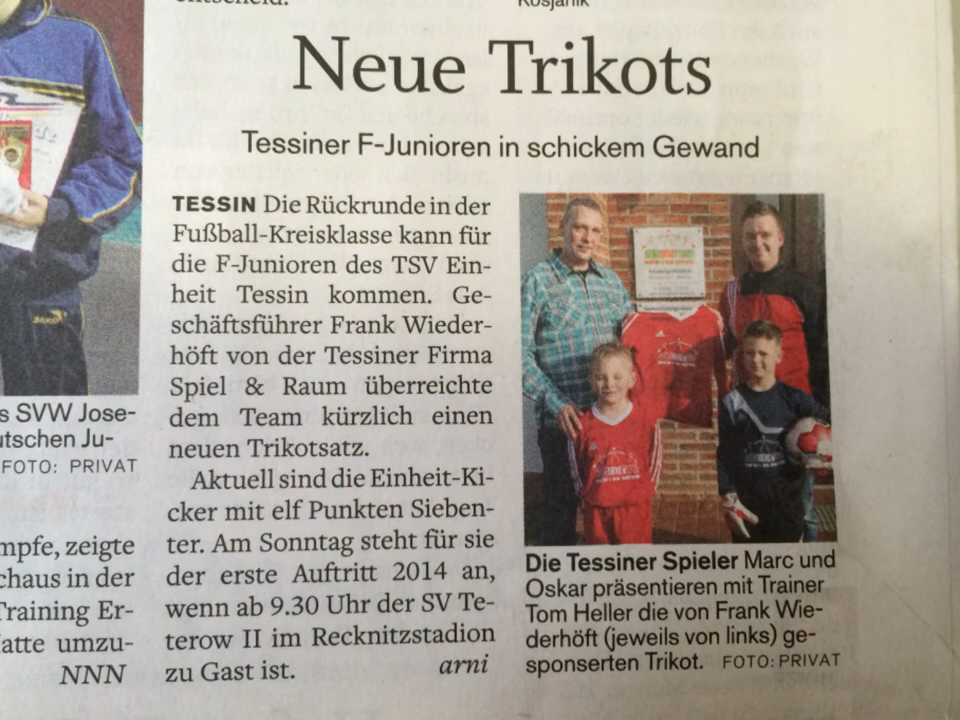 Kosjanik
Neue Trikots
Tessiner F-Junioren in schickem Gewand
TESSIN Die Rückrunde in der
Fußball-Kreisklasse kann für
die F-Junioren des TSV Ein-
heit Tessin kommen. Ge-
schäftsführer Frank Wieder-
höft von der Tessiner Firma
Spiel & Raum überreichte
dem Team kürzlich einen
neuen Trikotsatz.
Aktuell sind die Einheit-Ki-
cker mit elf Punkten Sieben-
ter. Am Sonntag steht für sie
der erste Auftritt 2014 an,
wenn ab 9.30 Uhr der SV Te-
terow II im Recknitzstadion
zu Gast ist. arni
Die Tessiner Spieler Marc und
Oskar präsentieren mit Trainer
Tom Heller die von Frank Wie-
derhöft (jeweils von links) ge-
sponserten Trikot. FOTO: PRIVAT
s SVW Jose-
utschen Ju-
FOTO: PRIVAT
mpfe, zeigte
chaus in der
Training Er-
latte umzu-
NNN